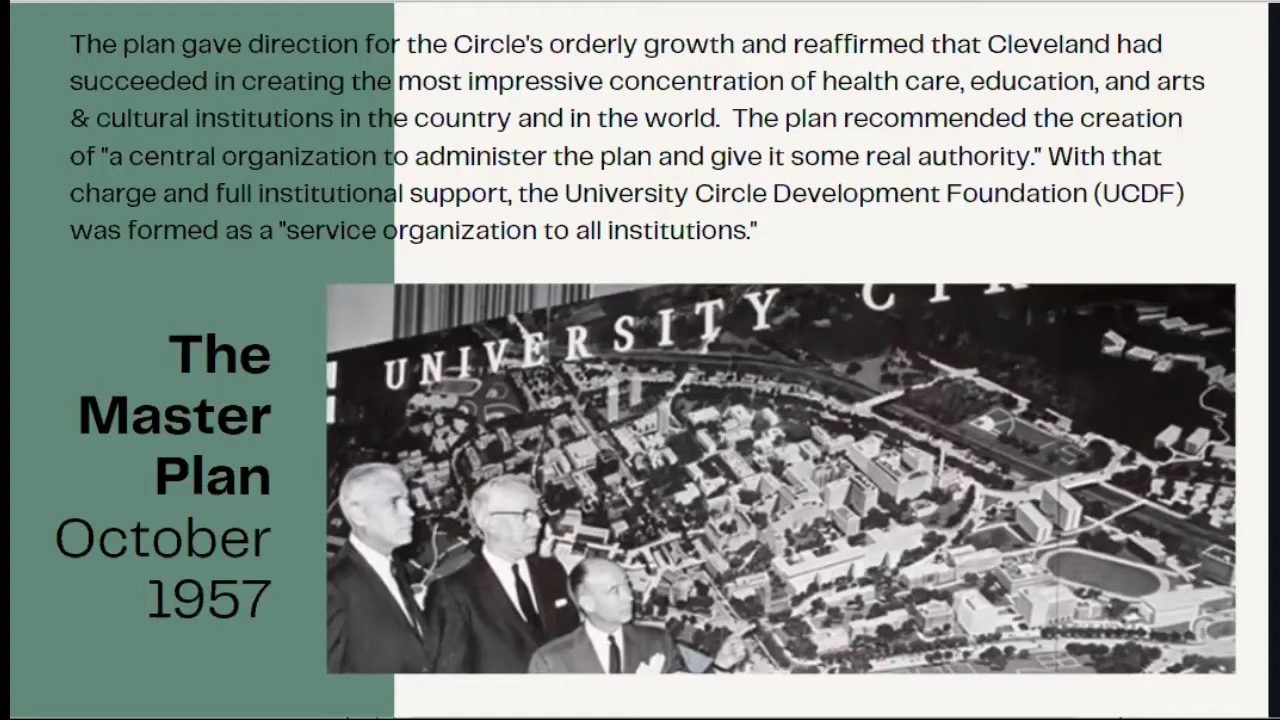 The plan gave direction for the Circle's orderly growth and reaffirmed that Cleveland had
succeeded in creating the most impressive concentration of health care, education, and arts
& cultural institutions in the country and in the world.  The plan recommended the creation
of "a central organization to administer the plan and give it some real authority." With that
charge and full institutional support, the University Circle Development Foundation (UCDF)
was formed as a "service organization to all institutions."
UNIVERSITY CIR
The
Master
Plan
October
1957